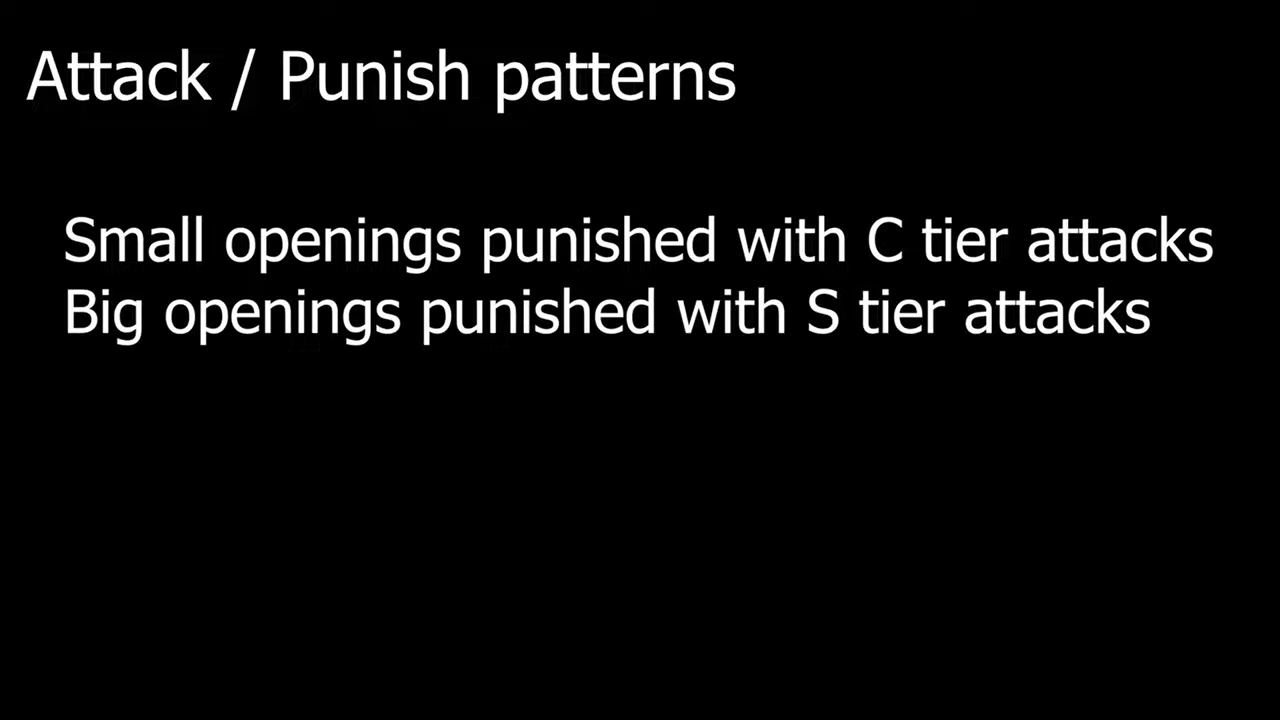 Attack / Punish patterns
Small openings punished with C tier attacks
Big openings punished with S tier attacks